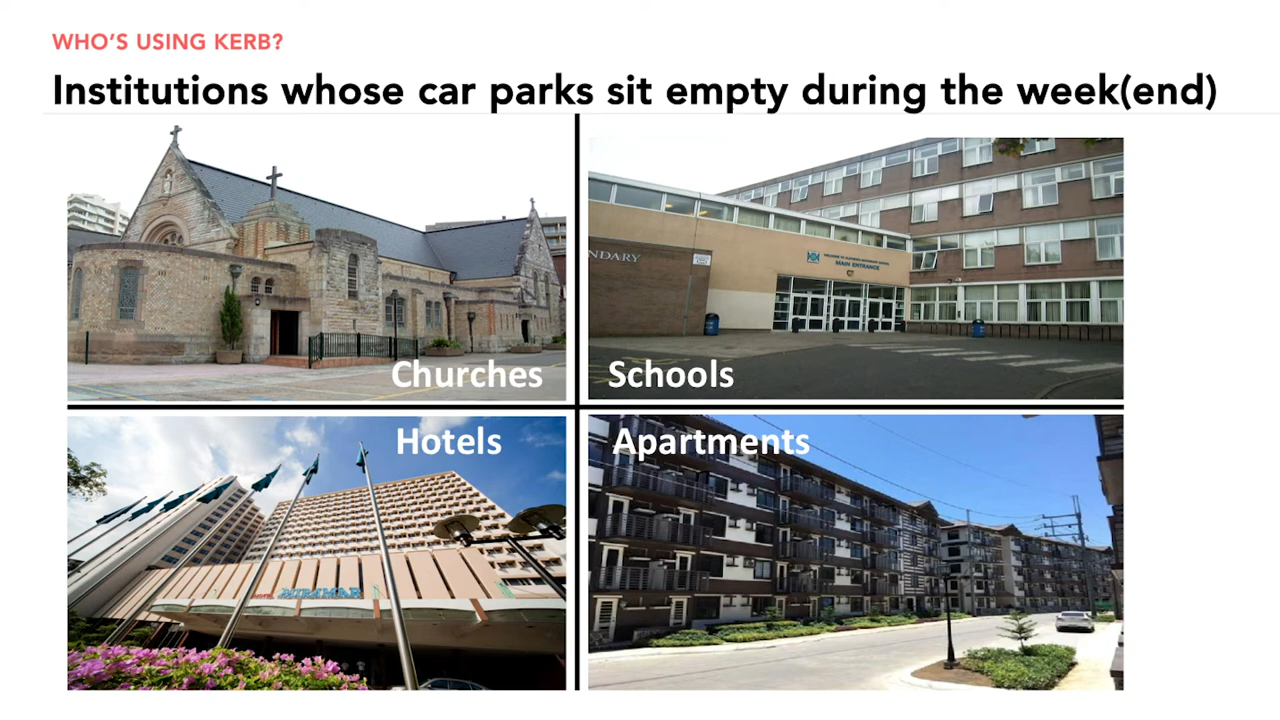 WHO'S USING KERB?
Institutions whose car parks sit empty during the week(end)
Churches
NDARY
MAIN ENTRANCE
Schools
Hotels
MIRAMAR
Apartments